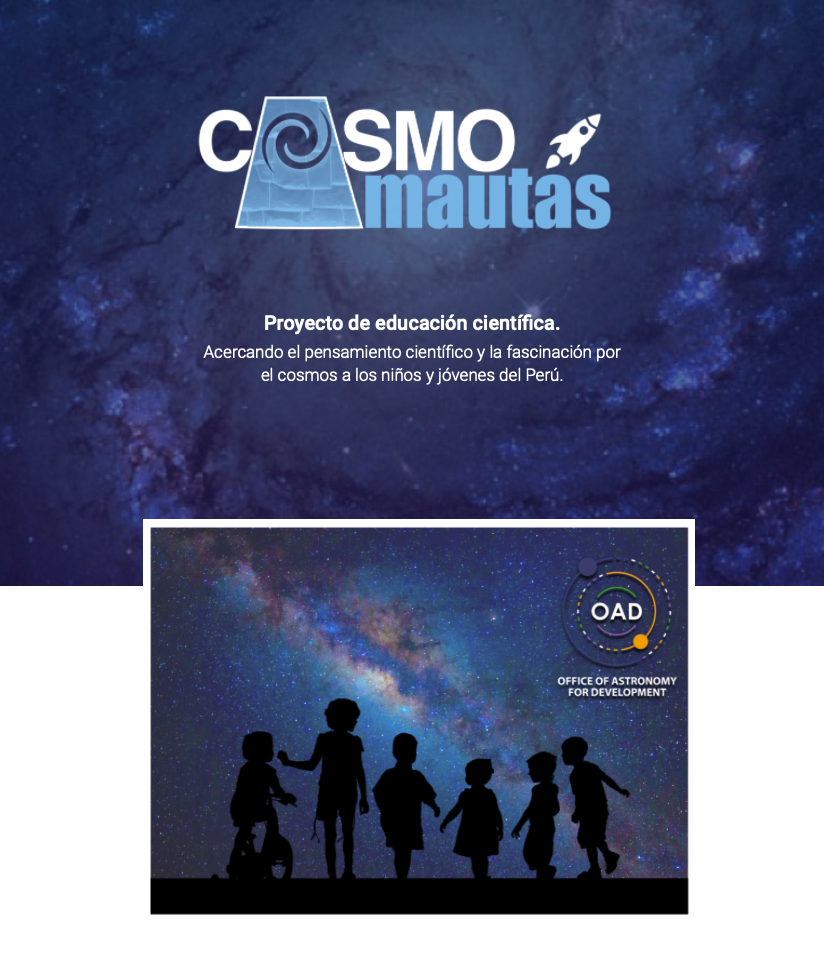 COSMO
mautas
Proyecto de educación científica.
Acercando el pensamiento científico y la fascinación por
el cosmos a los niños y jóvenes del Perú.
OAD
OFFICE OF ASTRONOMY
FOR DEVELOPMENT